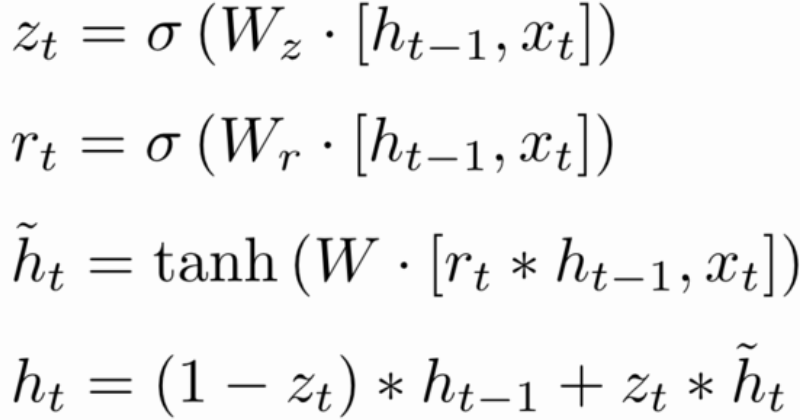 z_t = σ (W_z · [h_{t−1}, x_t])
r_t = σ (W_r · [h_{t−1}, x_t])
h̃_t = tanh (W · [r_t * h_{t−1}, x_t])
h_t = (1 − z_t) * h_{t−1} + z_t * h̃_t